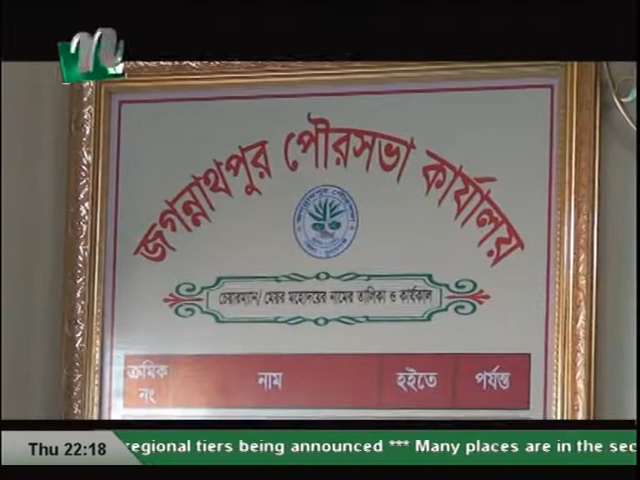 জগন্নাথপুর পৌরসভা কার্যালয়
চেয়ারম্যান/ মেয়র মহোদয়ের নামের তালিকা ও কার্যকাল
ক্রমিক নং নাম হইতে পর্যন্ত
Thu 22:18 regional tiers being announced *** Many places are in the sec